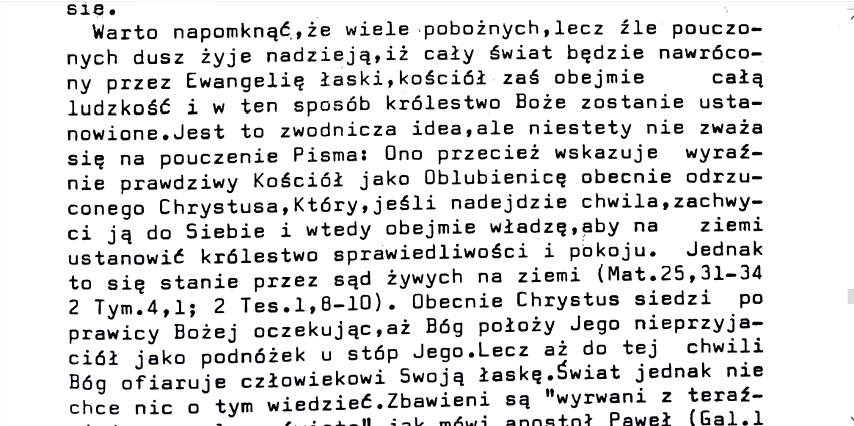 się.
Warto napomknąć,że wiele pobożnych,lecz źle pouczo-
nych dusz żyje nadzieją,iż cały świat będzie nawróco-
ny przez Ewangelię łaski,kościół zaś obejmie całą
ludzkość i w ten sposób królestwo Boże zostanie usta-
nowione.Jest to zwodnicza idea,ale niestety nie zważa
się na pouczenie Pisma: Ono przecież wskazuje wyraź-
nie prawdziwy Kościół jako Oblubienicę obecnie odrzu-
conego Chrystusa,Który,jeśli nadejdzie chwila,zachwy-
ci ją do Siebie i wtedy obejmie władzę,aby na ziemi
ustanowić królestwo sprawiedliwości i pokoju. Jednak
to się stanie przez sąd żywych na ziemi (Mat.25,31-34
2 Tym.4,1; 2 Tes.1,8-10). Obecnie Chrystus siedzi po
prawicy Bożej oczekując,aż Bóg położy Jego nieprzyja-
ciół jako podnóżek u stóp Jego.Lecz aż do tej chwili
Bóg ofiaruje człowiekowi Swoją łaskę.Świat jednak nie
chce nic o tym wiedzieć.Zbawieni są "wyrwani z teraź-
świata" jak mówi apostoł Paweł (Gal.1